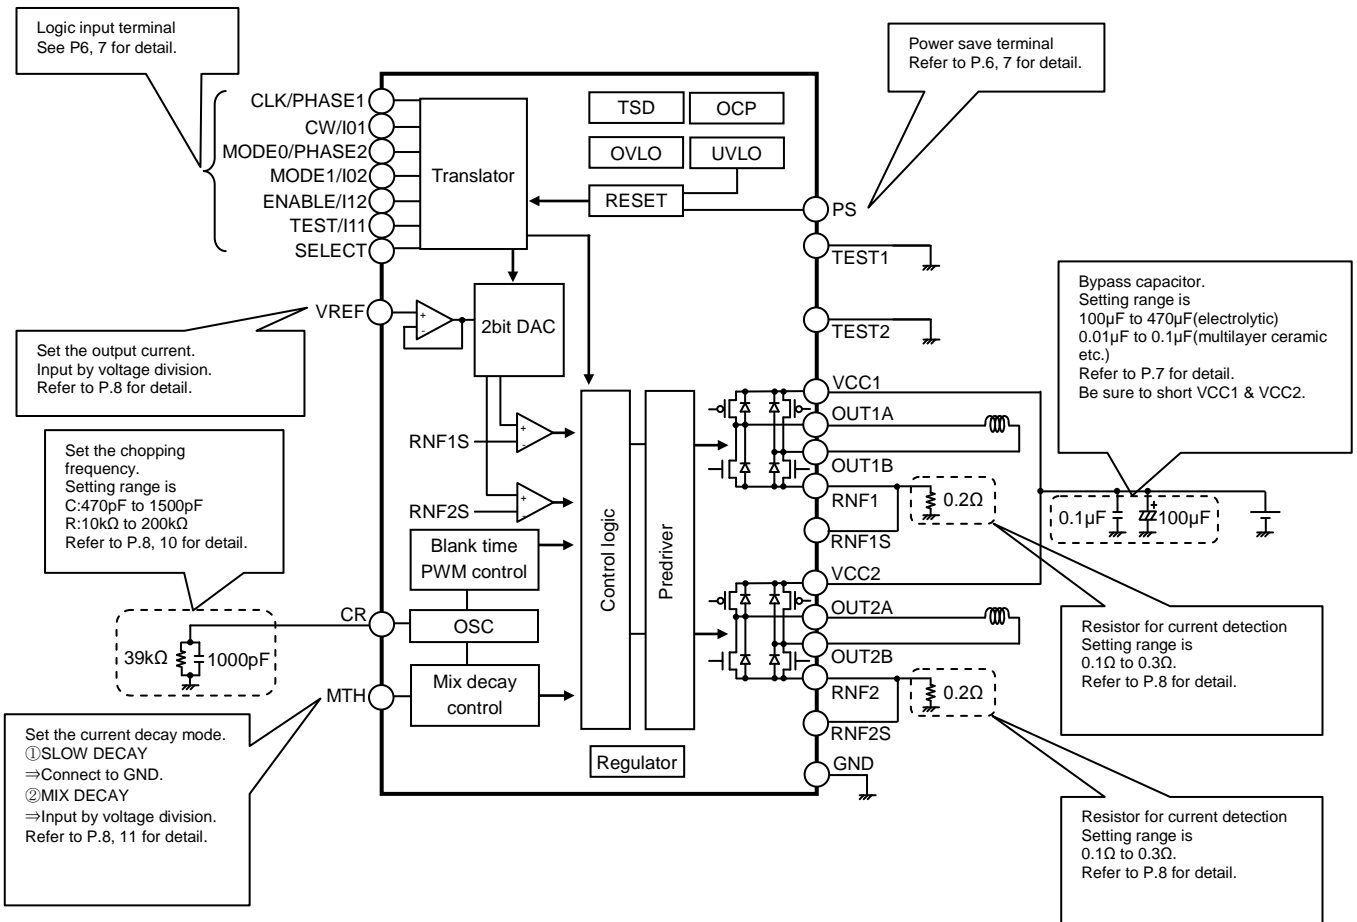 Logic input terminal
See P6, 7 for detail.
Power save terminal
Refer to P.6, 7 for detail.
CLK/PHASE1
CW/I01
MODE0/PHASE2
MODE1/I02
ENABLE/I12
TEST/I11
SELECT
Translator
TSD
OCP
OVLO
UVLO
RESET
PS
TEST1
TEST2
VREF
+
-
2bit DAC
Set the output current.
Input by voltage division.
Refer to P.8 for detail.
Bypass capacitor.
Setting range is
100µF to 470µF(electrolytic)
0.01µF to 0.1µF(multilayer ceramic
etc.)
Refer to P.7 for detail.
Be sure to short VCC1 & VCC2.
VCC1
OUT1A
OUT1B
RNF1
RNF1S
0.2Ω
0.1µF
+
100µF
RNF1S
+
-
RNF2S
+
-
Set the chopping
frequency.
Setting range is
C:470pF to 1500pF
R:10kΩ to 200kΩ
Refer to P.8, 10 for detail.
Blank time
PWM control
OSC
Mix decay
control
Control logic
Predriver
Regulator
CR
39kΩ
1000pF
MTH
VCC2
OUT2A
OUT2B
RNF2
RNF2S
GND
0.2Ω
Resistor for current detection
Setting range is
0.1Ω to 0.3Ω.
Refer to P.8 for detail.
Set the current decay mode.
①SLOW DECAY
⇒Connect to GND.
②MIX DECAY
⇒Input by voltage division.
Refer to P.8, 11 for detail.
Resistor for current detection
Setting range is
0.1Ω to 0.3Ω.
Refer to P.8 for detail.